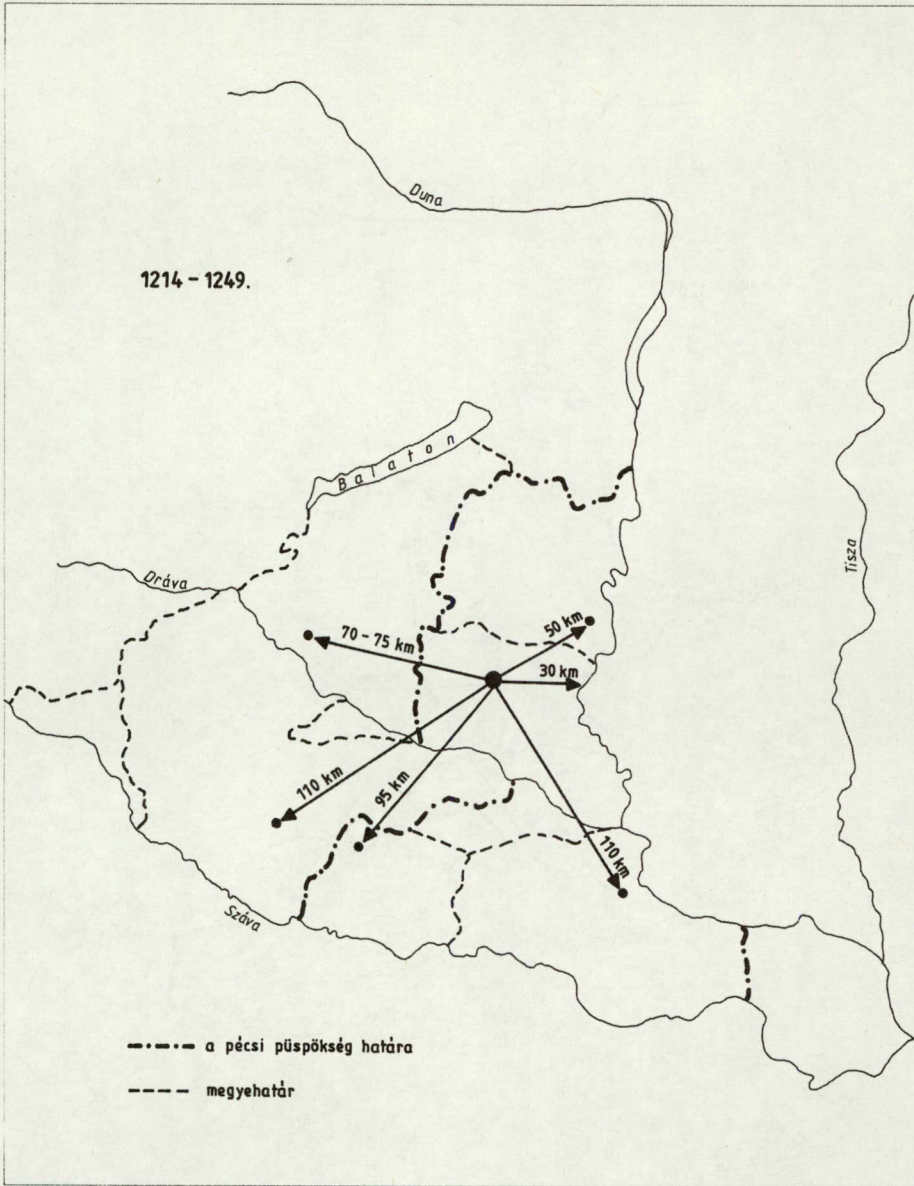 Duna
1214 – 1249.
Balaton
Tisza
Dráva
50 km
70 – 75 km
30 km
110 km
95 km
110 km
Száva
a pécsi püspökség határa
megyehatár